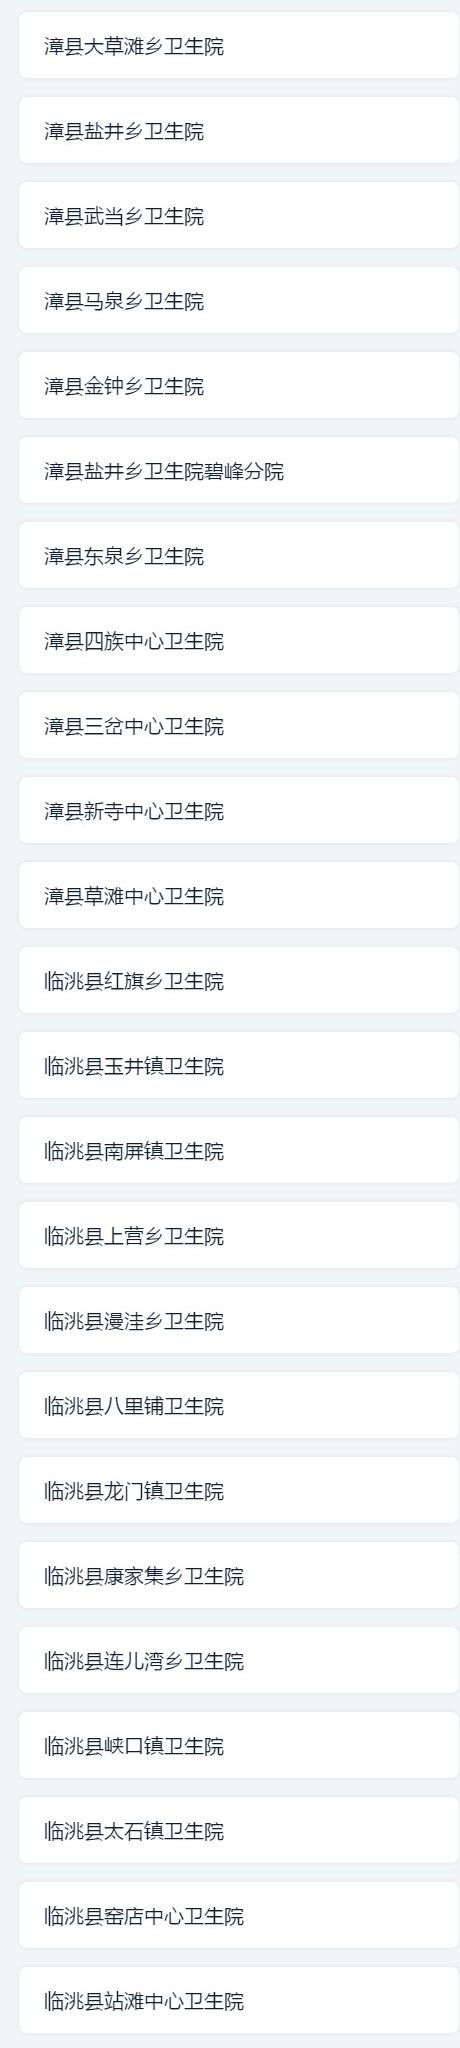 漳县大草滩乡卫生院
漳县盐井乡卫生院
漳县武当乡卫生院
漳县马泉乡卫生院
漳县金钟乡卫生院
漳县盐井乡卫生院碧峰分院
漳县东泉乡卫生院
漳县四族中心卫生院
漳县三岔中心卫生院
漳县新寺中心卫生院
漳县草滩中心卫生院
临洮县红旗乡卫生院
临洮县玉井镇卫生院
临洮县南屏镇卫生院
临洮县上营乡卫生院
临洮县漫洼乡卫生院
临洮县八里铺卫生院
临洮县龙门镇卫生院
临洮县康家集乡卫生院
临洮县连儿湾乡卫生院
临洮县峡口镇卫生院
临洮县太石镇卫生院
临洮县窑店中心卫生院
临洮县站滩中心卫生院